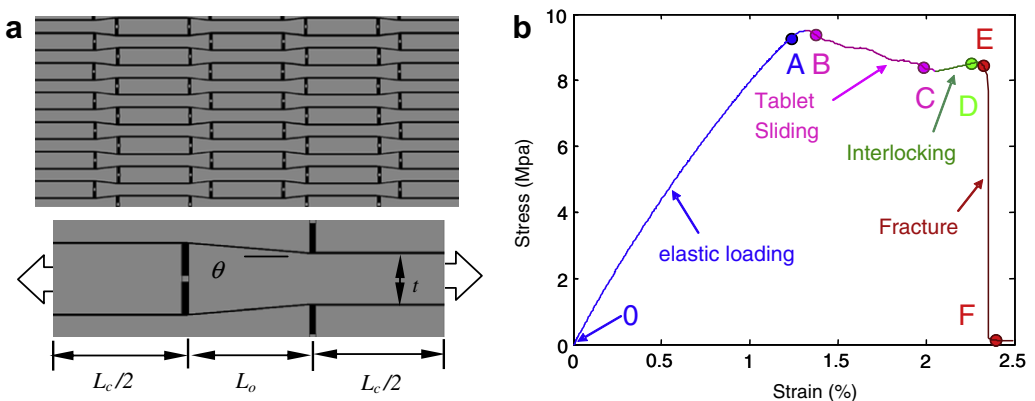 a
θ
t
L_c/2
L_o
L_c/2
b
Stress (Mpa)
10
8
6
4
2
0
0
0.5
1
1.5
2
2.5
Strain (%)
A
B
C
D
E
F
0
elastic loading
Tablet
Sliding
Interlocking
Fracture